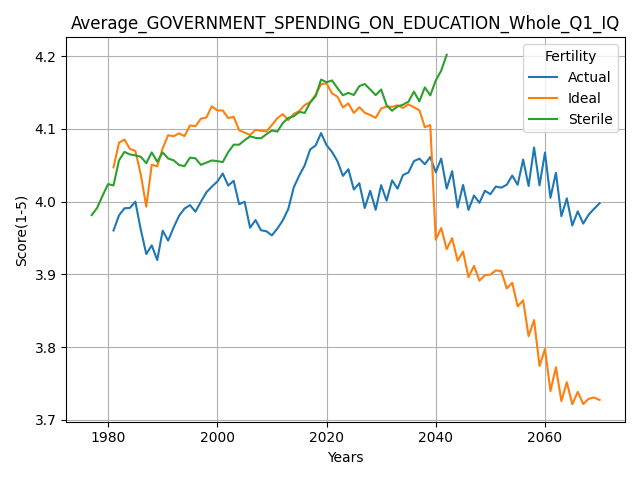 Average_GOVERNMENT_SPENDING_ON_EDUCATION_Whole_Q1_IQ
Fertility
Actual
Ideal
Sterile
Score(1-5)
4.2
4.1
4.0
3.9
3.8
3.7
1980 2000 2020 2040 2060
Years